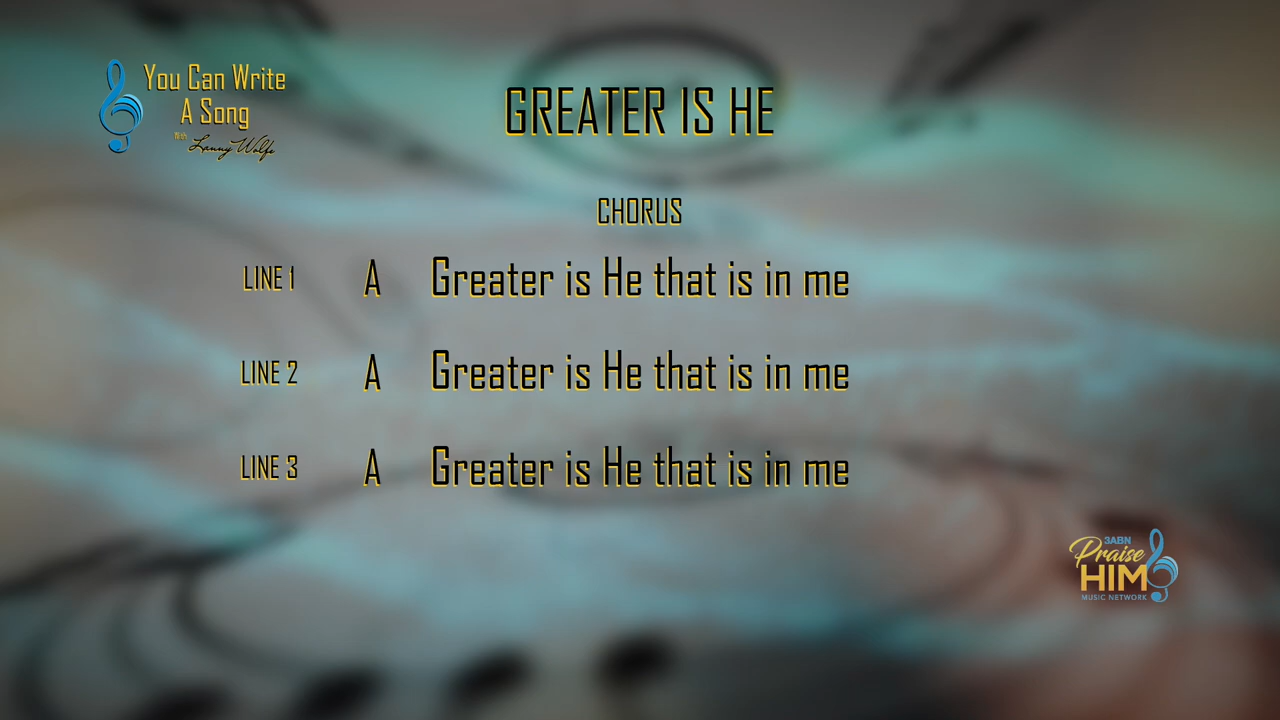 You Can Write
A Song
With
Lanny Wolfe
GREATER IS HE
CHORUS
LINE 1 A Greater is He that is in me
LINE 2 A Greater is He that is in me
LINE 3 A Greater is He that is in me
3ABN
Praise
HIM
MUSIC NETWORK